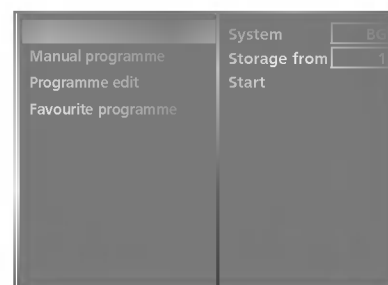 System BG
Manual programme
Storage from 1
Programme edit
Start
Favourite programme